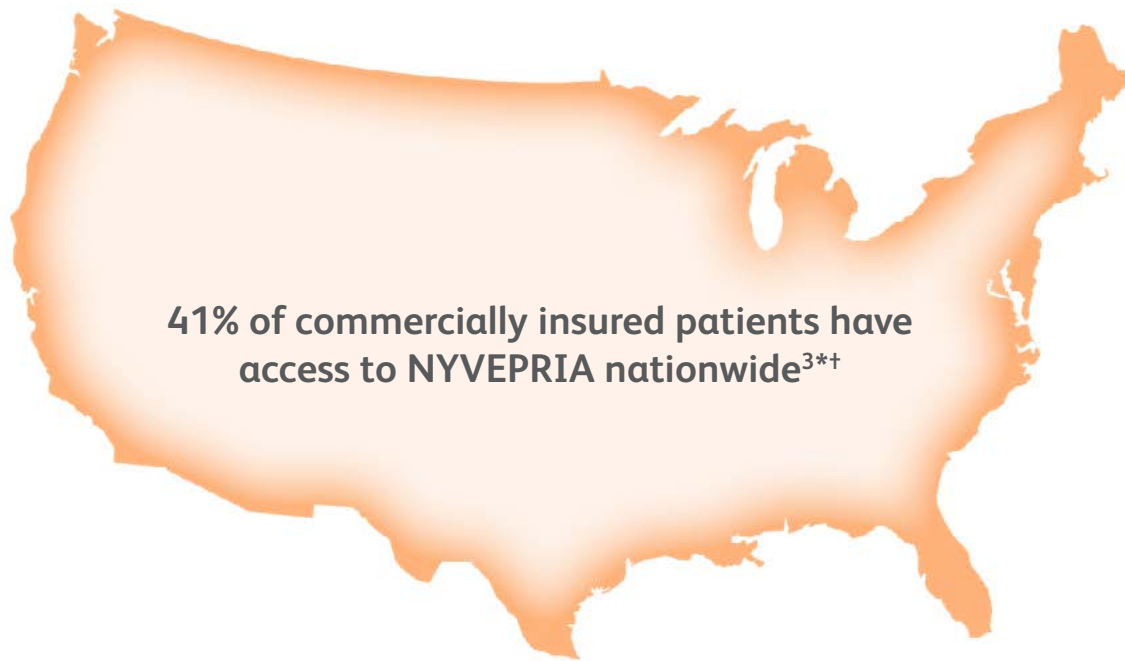 41% of commercially insured patients have
access to NYVEPRIA nationwide³*†